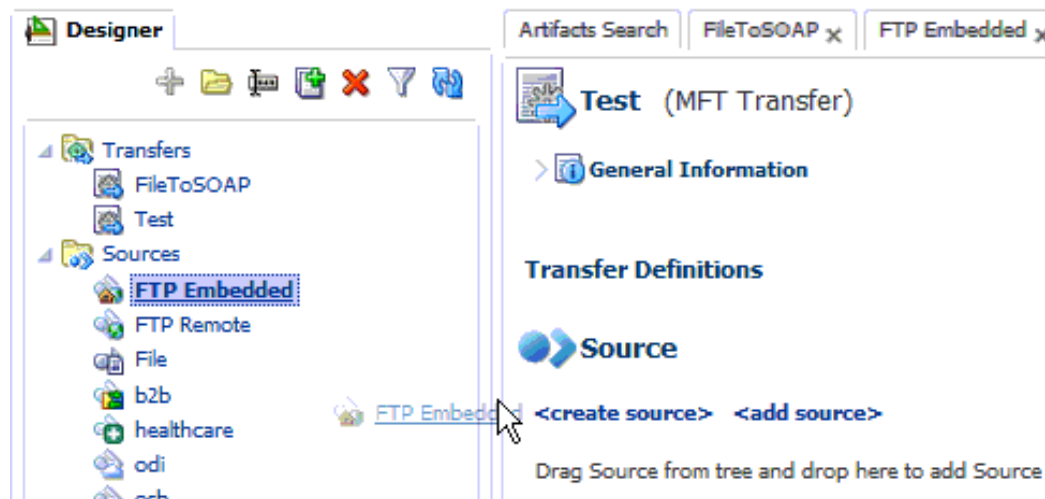 Designer
Transfers
FileToSOAP
Test
Sources
FTP Embedded
FTP Remote
File
b2b
healthcare
odi
osb
FTP Embedded
Artifacts Search
FileToSOAP
FTP Embedded
Test (MFT Transfer)
General Information
Transfer Definitions
Source
<create source> <add source>
Drag Source from tree and drop here to add Source